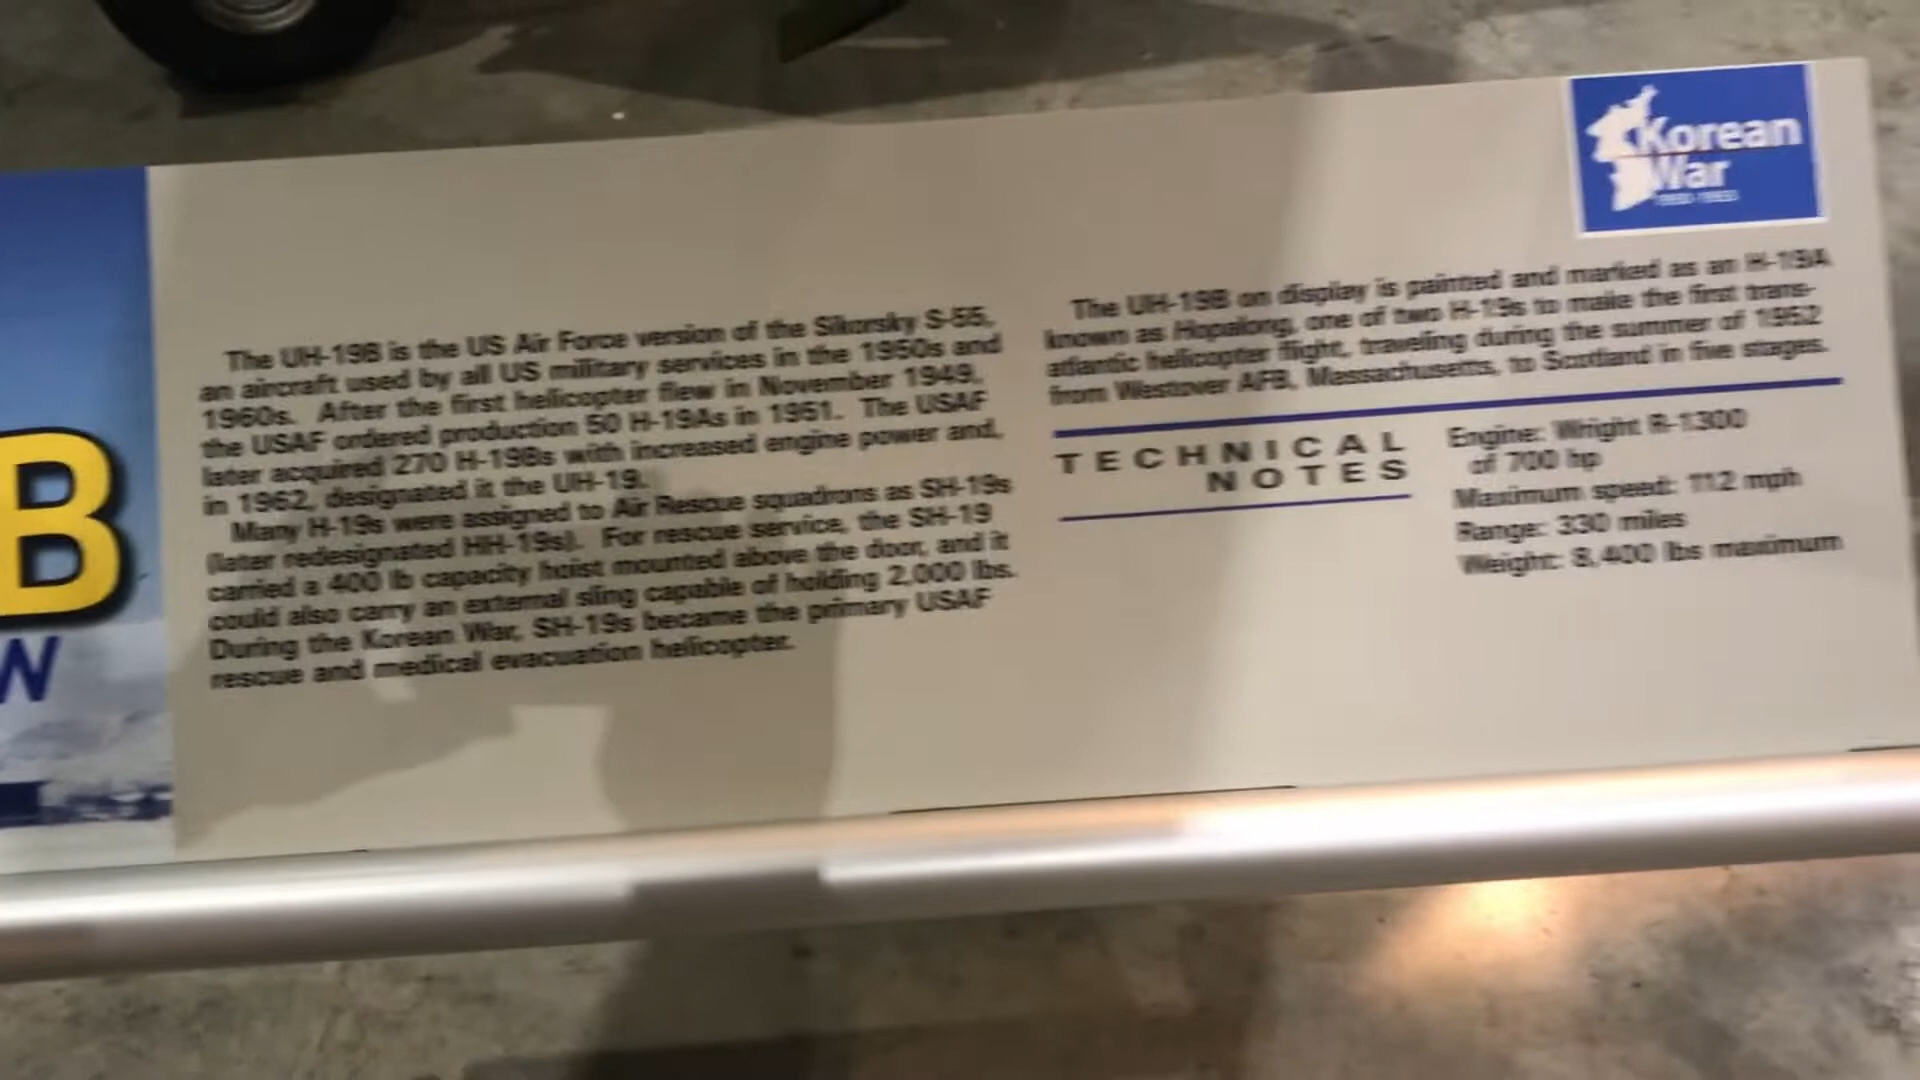 B
W
The UH-19B is the US Air Force version of the Sikorsky S-55,
an aircraft used by all US military services in the 1950s and
1960s. After the first helicopter flew in November 1949,
the USAF ordered production 50 H-19As in 1951. The USAF
later acquired 270 H-19Bs with increased engine power and,
in 1962, designated it the UH-19.
Many H-19s were assigned to Air Rescue squadrons as SH-19s
(later redesignated HH-19s). For rescue service, the SH-19
carried a 400 lb capacity hoist mounted above the door, and it
could also carry an external sling capable of holding 2,000 lbs.
During the Korean War, SH-19s became the primary USAF
rescue and medical evacuation helicopter.
Korean
War
The UH-19B on display is painted and marked as an H-19A
known as Hopalong, one of two H-19s to make the first trans-
atlantic helicopter flight, traveling during the summer of 1952
from Westover AFB, Massachusetts, to Scotland in five stages.
TECHNICAL
NOTES
Engine: Wright R-1300
of 700 hp
Maximum speed: 112 mph
Range: 330 miles
Weight: 8,400 lbs maximum